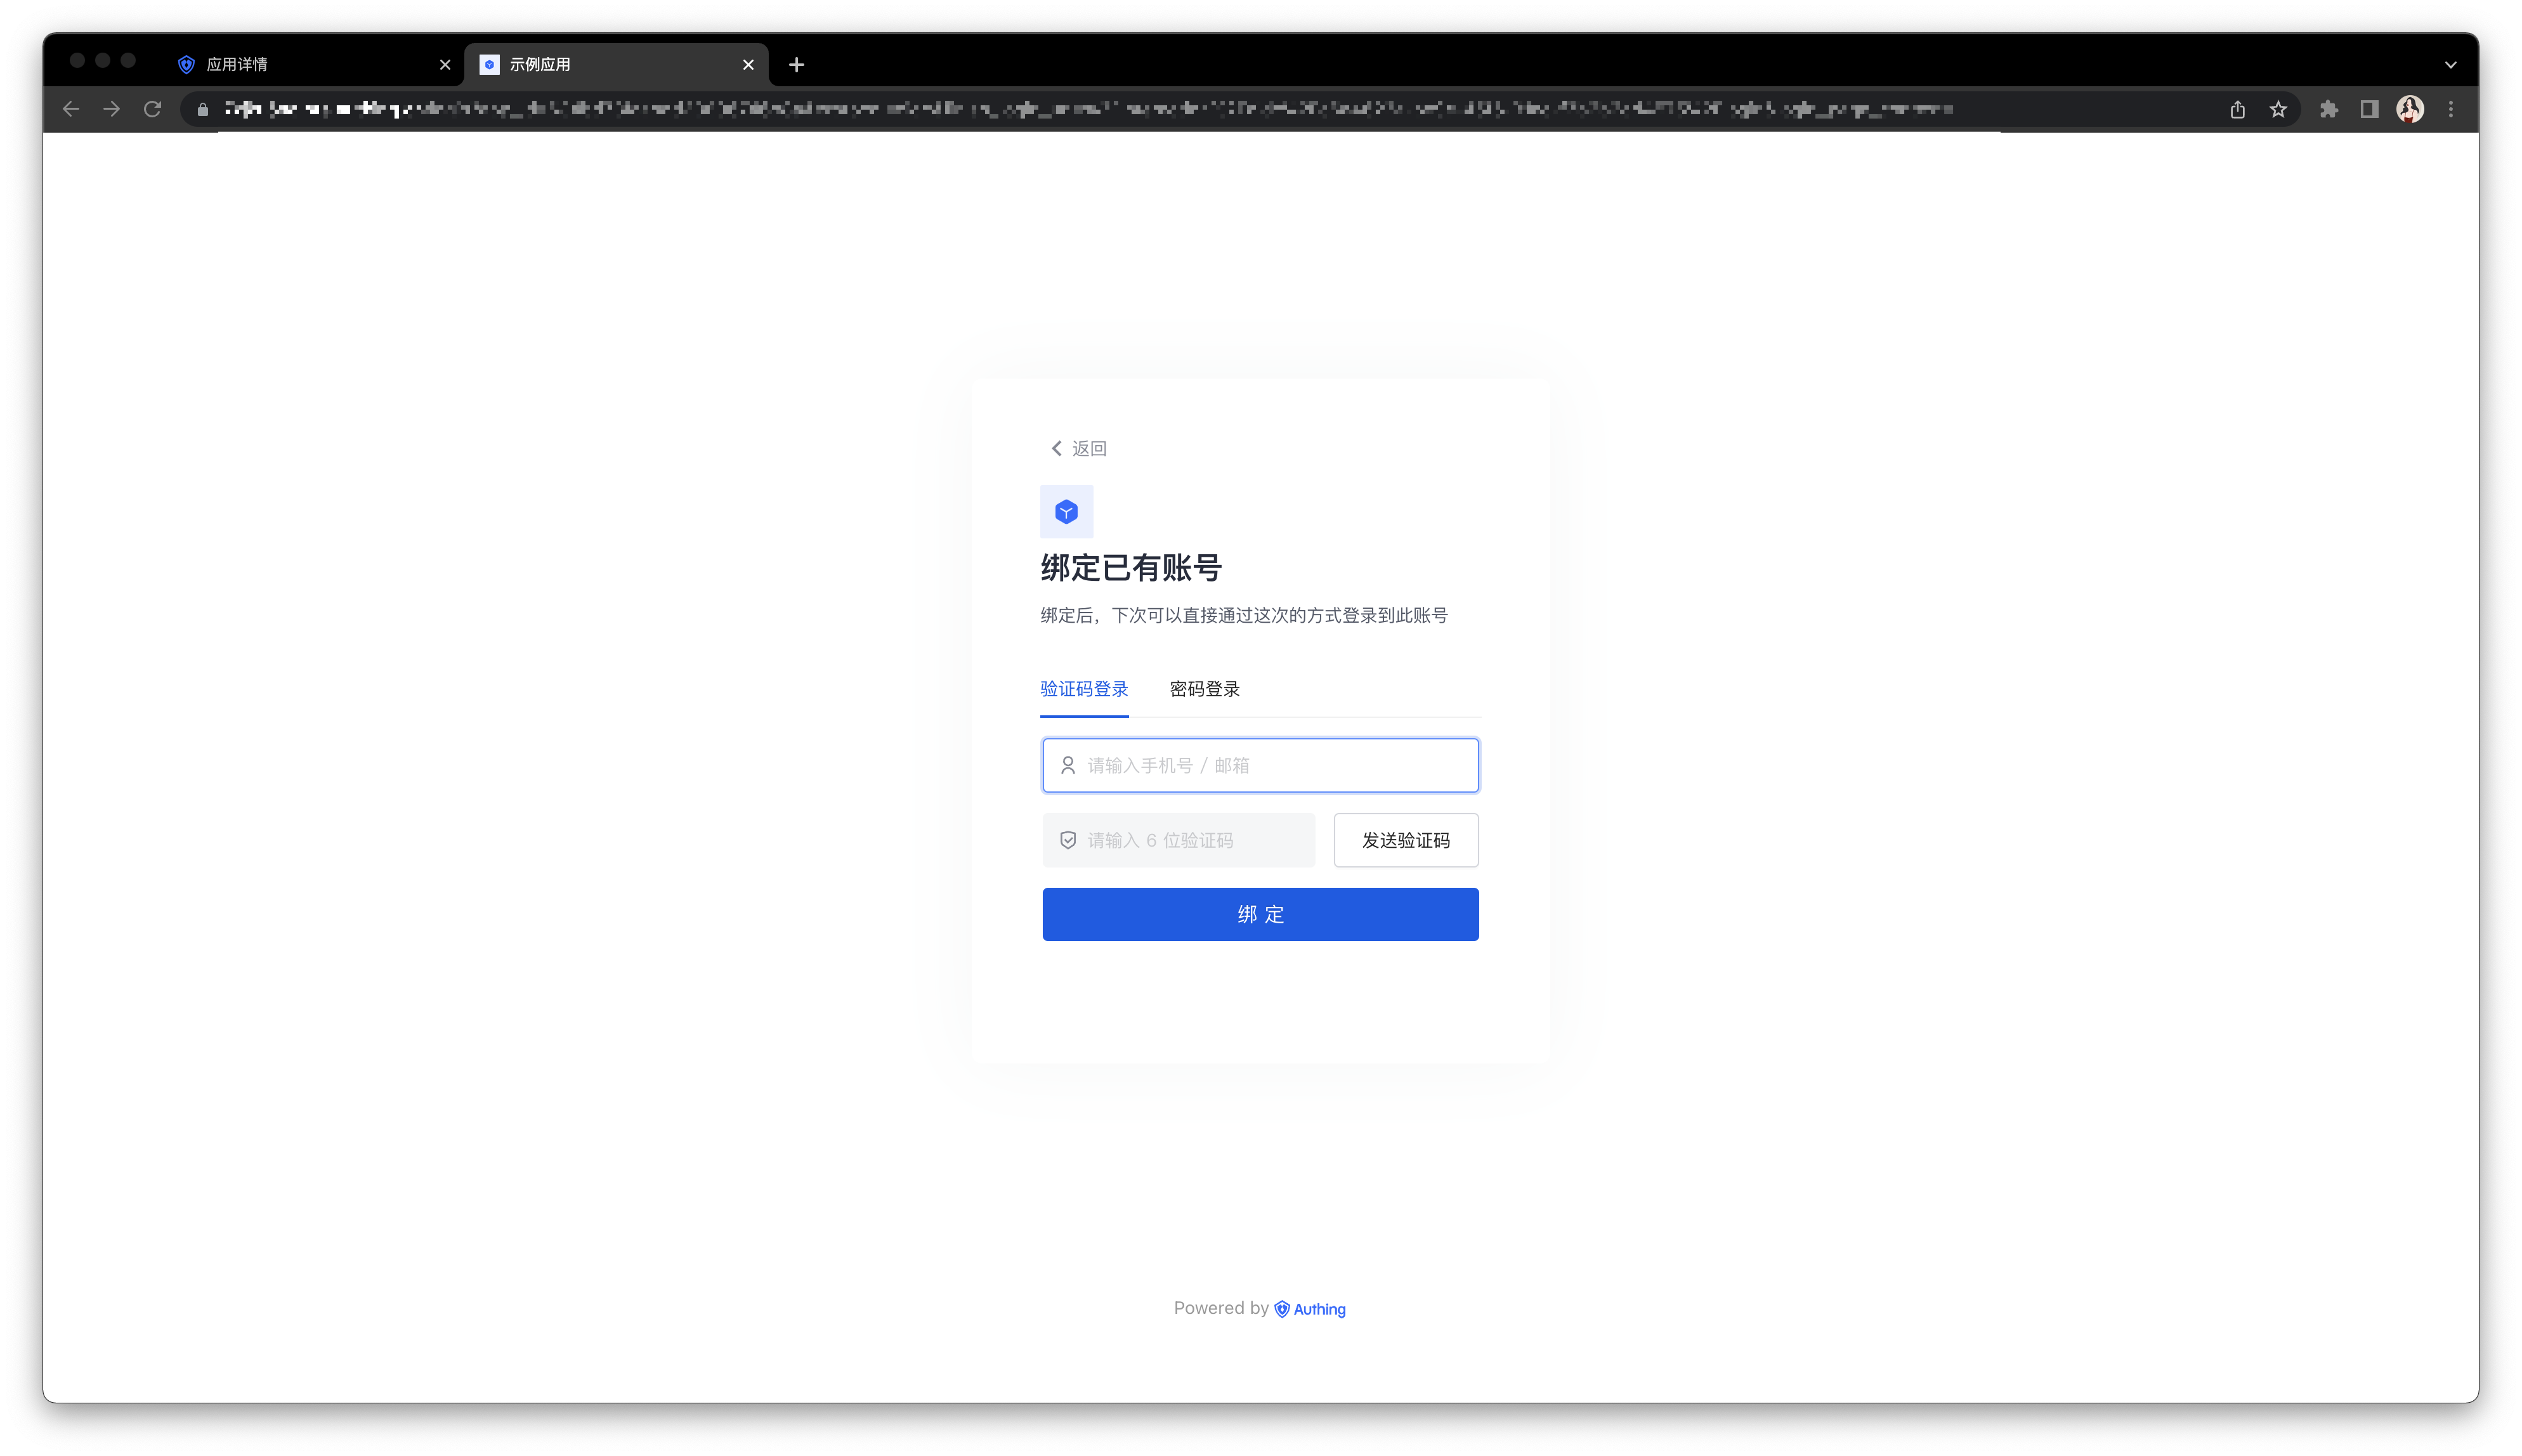 应用详情
示例应用
返回
绑定已有账号
绑定后，下次可以直接通过这次的方式登录到此账号
验证码登录 密码登录
请输入手机号 / 邮箱
请输入 6 位验证码 发送验证码
绑 定
Powered by Authing